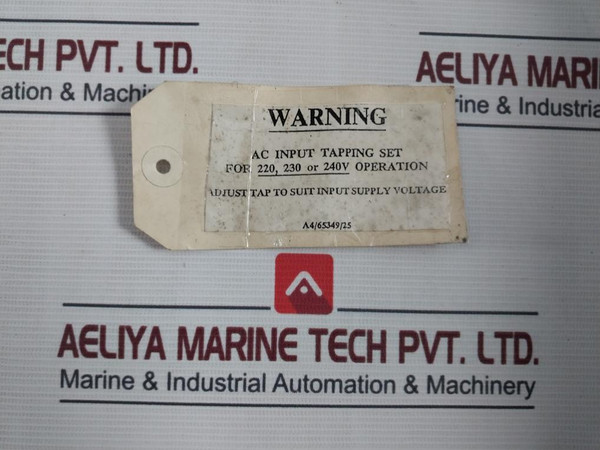 ECH PVT. LTD.
ation & Machin
AELIYA MARI
rine & Industria
WARNING
AC INPUT TAPPING SET
FOR 220, 230 or 240V OPERATION
ADJUST TAP TO SUIT INPUT SUPPLY VOLTAGE
A4/65349/25
AELIYA MARINE TECH PVT. LTD.
Marine & Industrial Automation & Machinery